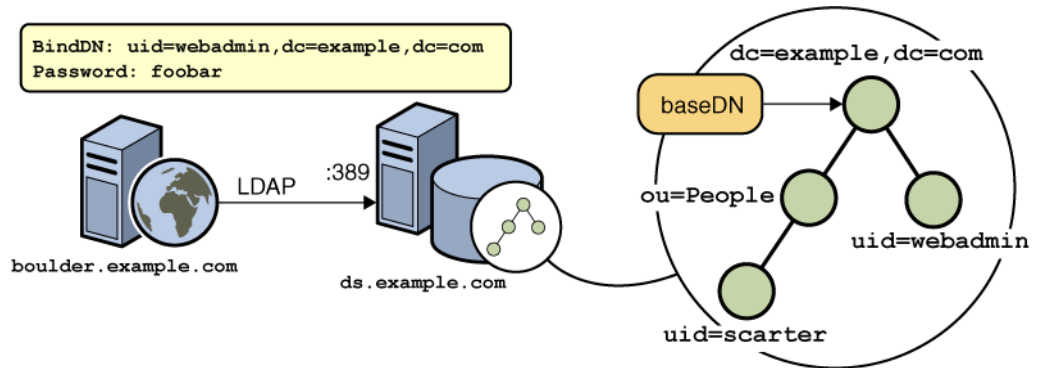 BindDN: uid=webadmin,dc=example,dc=com
Password: foobar
dc=example,dc=com
baseDN
:389
LDAP
ou=People
uid=webadmin
boulder.example.com
ds.example.com
uid=scarter